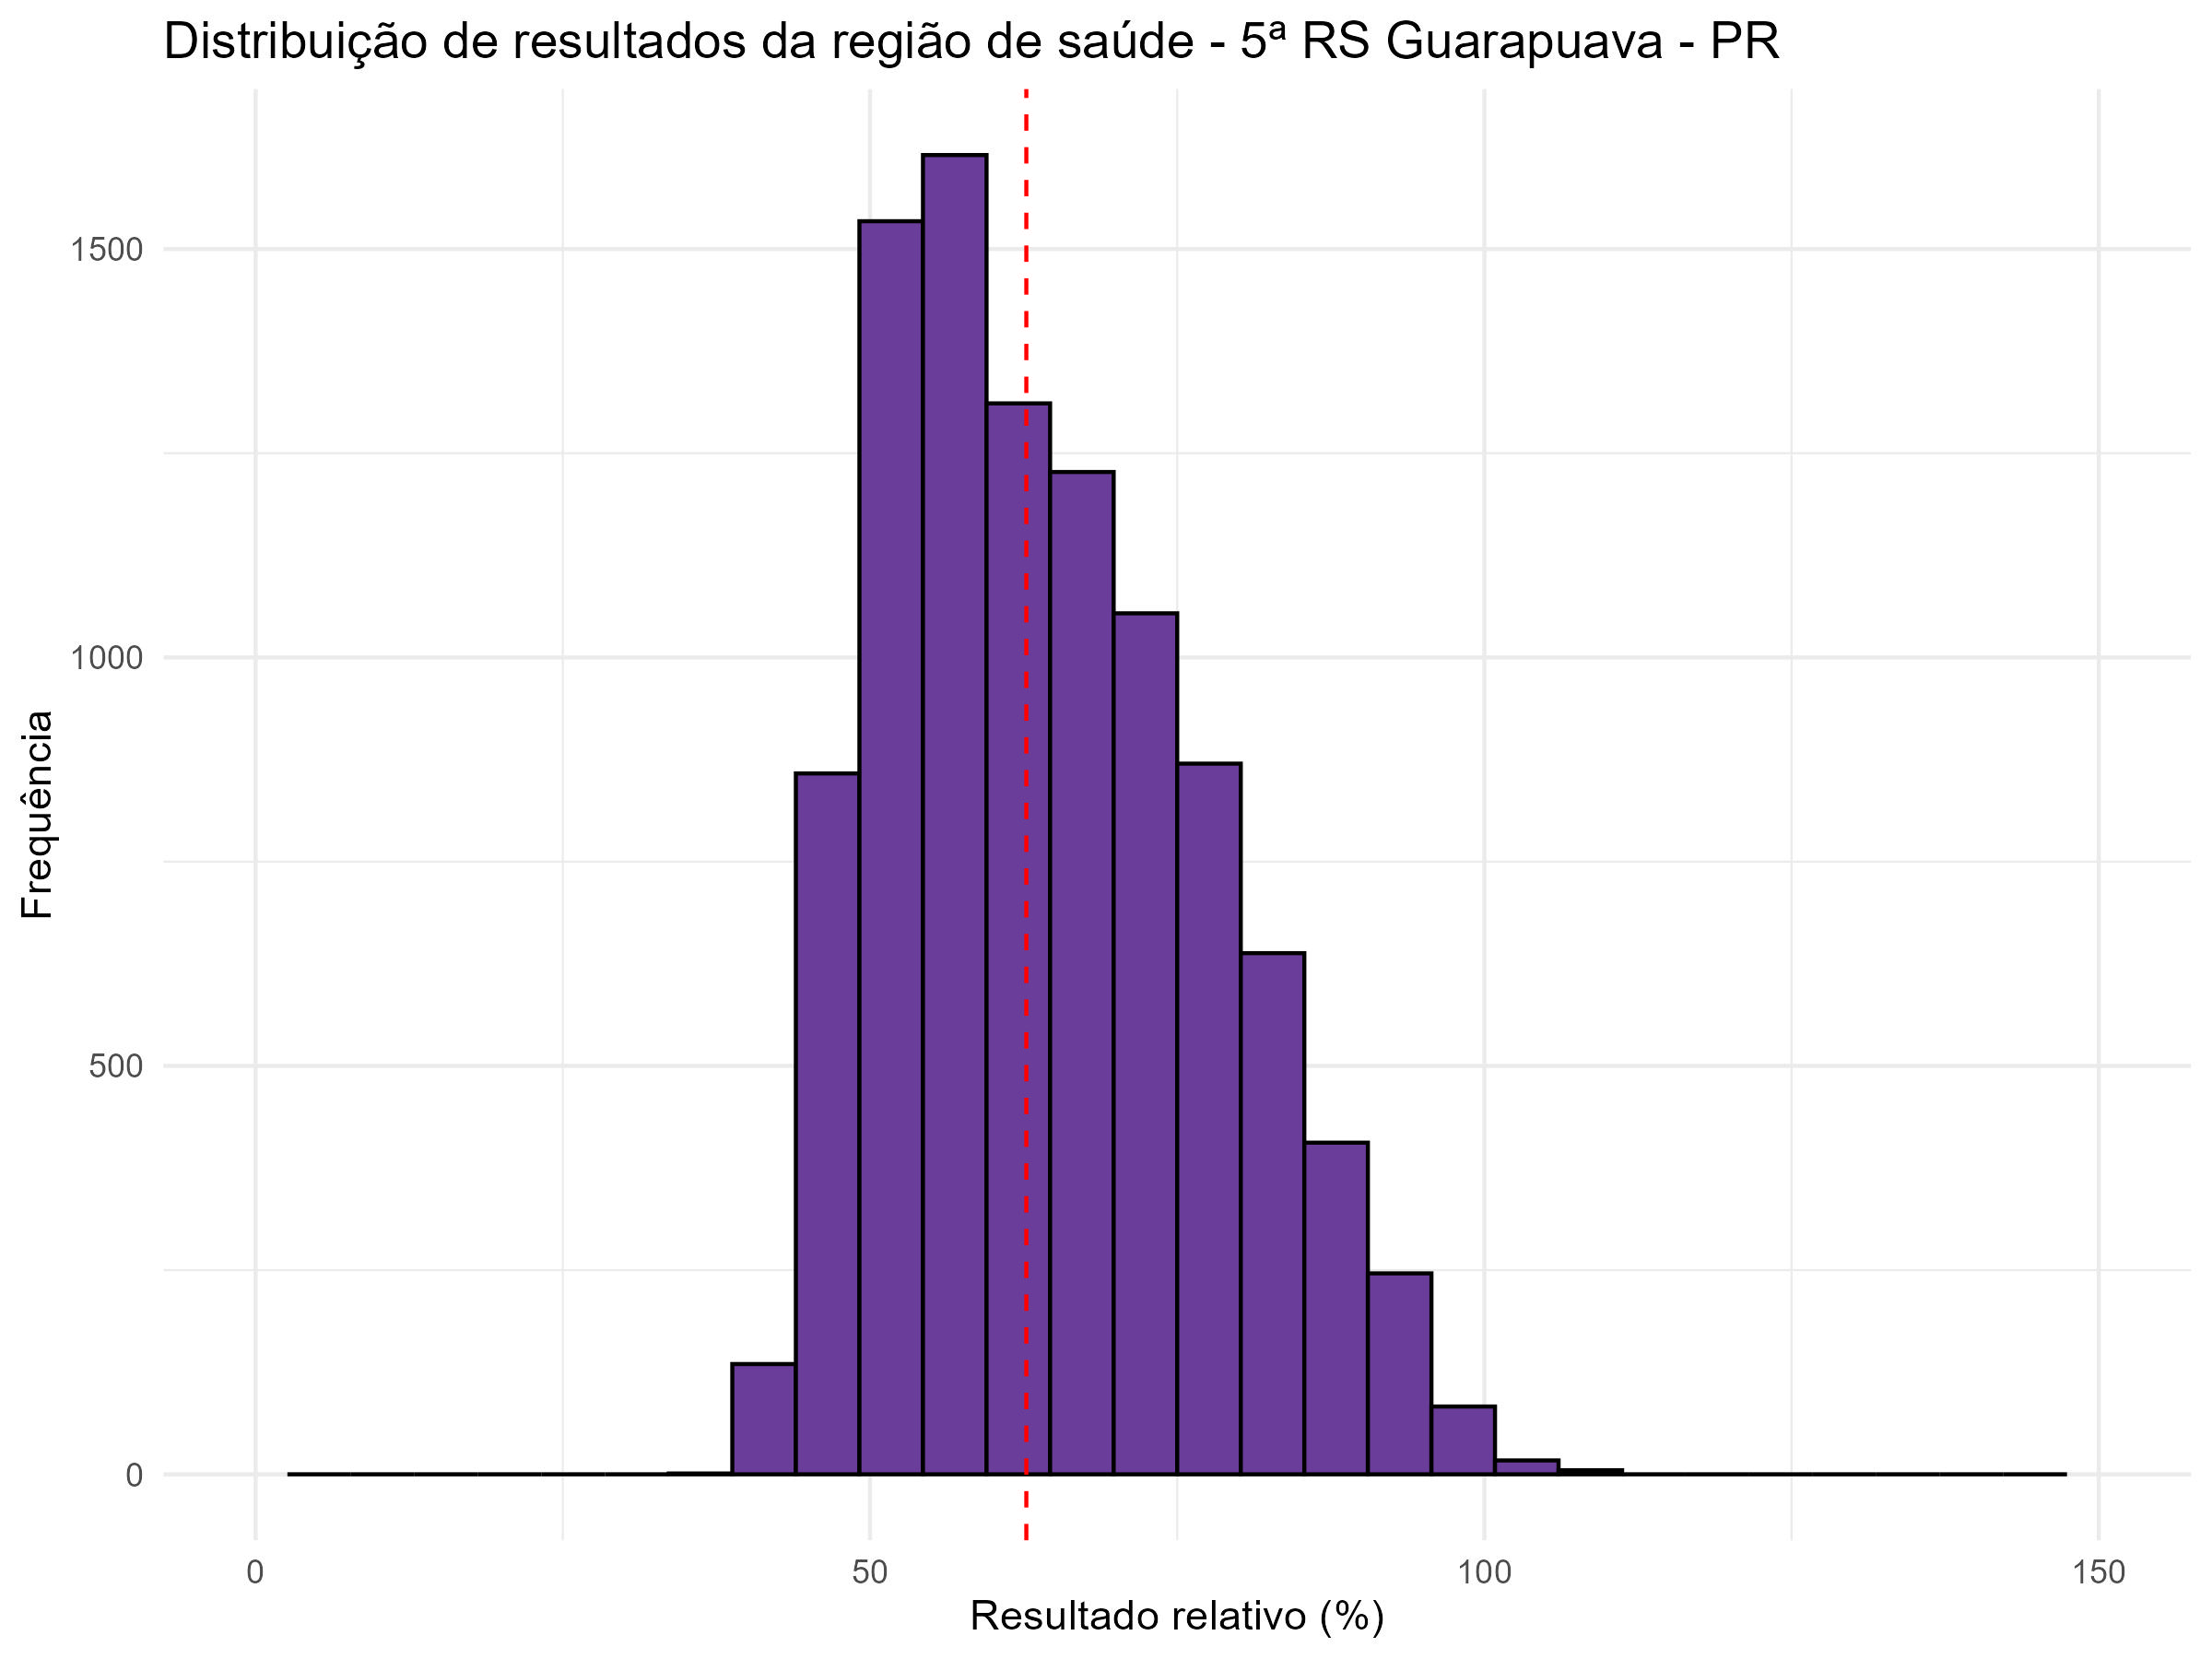 Distribuição de resultados da região de saúde - 5ª RS Guarapuava - PR
Frequência
1500
1000
500
0
0 50 100 150
Resultado relativo (%)